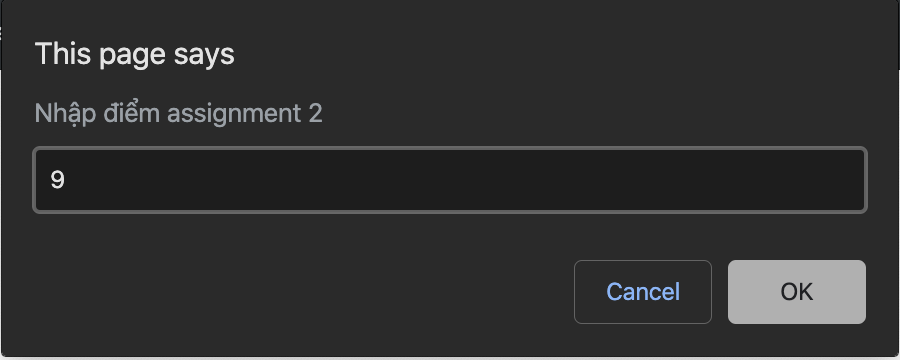 This page says
Nhập điểm assignment 2
9
Cancel
OK